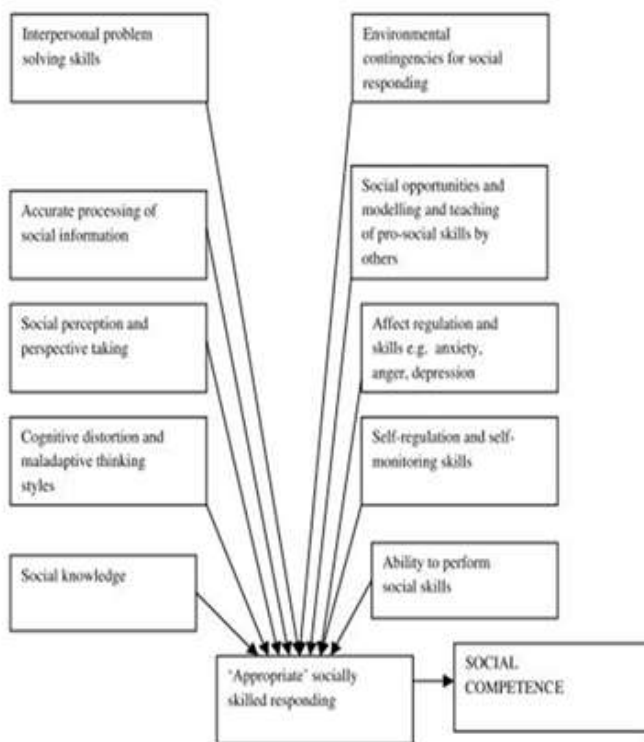 Interpersonal problem
solving skills
Environmental
contingencies for social
responding
Accurate processing of
social information
Social opportunities and
modelling and teaching
of pro-social skills by
others
Social perception and
perspective taking
Affect regulation and
skills e.g. anxiety,
anger, depression
Cognitive distortion and
maladaptive thinking
styles
Self-regulation and self-
monitoring skills
Social knowledge
Ability to perform
social skills
'Appropriate' socially
skilled responding
SOCIAL
COMPETENCE